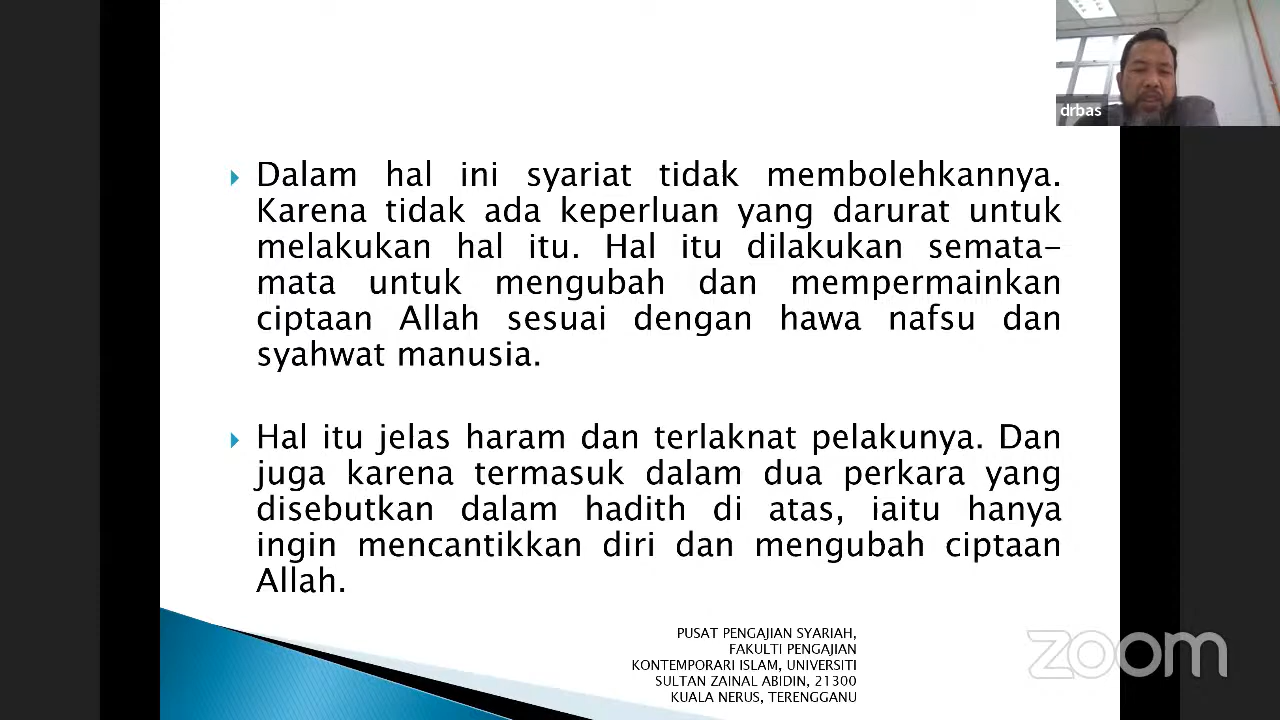 drbas
Dalam hal ini syariat tidak membolehkannya.
Karena tidak ada keperluan yang darurat untuk
melakukan hal itu. Hal itu dilakukan semata-
mata untuk mengubah dan mempermainkan
ciptaan Allah sesuai dengan hawa nafsu dan
syahwat manusia.
Hal itu jelas haram dan terlaknat pelakunya. Dan
juga karena termasuk dalam dua perkara yang
disebutkan dalam hadith di atas, iaitu hanya
ingin mencantikkan diri dan mengubah ciptaan
Allah.
PUSAT PENGAJIAN SYARIAH,
FAKULTI PENGAJIAN
KONTEMPORARI ISLAM, UNIVERSITI
SULTAN ZAINAL ABIDIN, 21300
KUALA NERUS, TERENGGANU
zoom